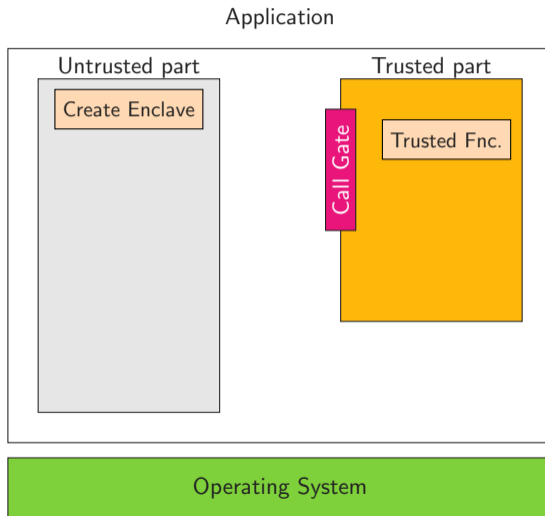 Application
Untrusted part
Trusted part
Create Enclave
Call Gate
Trusted Fnc.
Operating System